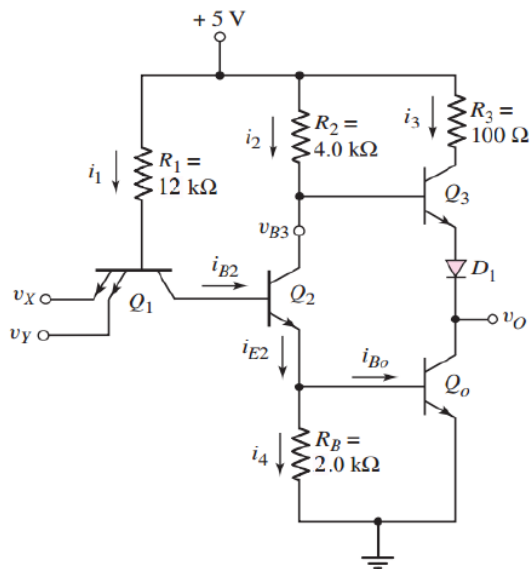 + 5 V
i1
R1 =
12 kΩ
i2
R2 =
4.0 kΩ
i3
R3 =
100 Ω
Q3
vB3
D1
iB2
vX
Q1
Q2
vO
vY
iE2
iBo
Qo
i4
RB =
2.0 kΩ